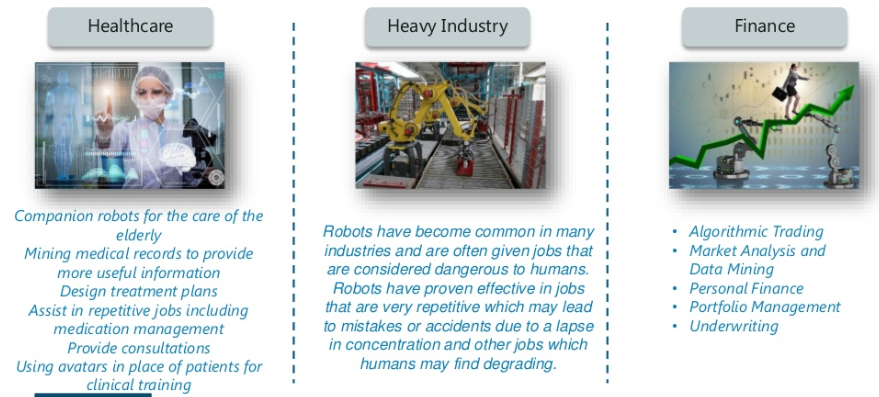 Healthcare
Companion robots for the care of the
elderly
Mining medical records to provide
more useful information
Design treatment plans
Assist in repetitive jobs including
medication management
Provide consultations
Using avatars in place of patients for
clinical training
Heavy Industry
Robots have become common in many
industries and are often given jobs that
are considered dangerous to humans.
Robots have proven effective in jobs
that are very repetitive which may lead
to mistakes or accidents due to a lapse
in concentration and other jobs which
humans may find degrading.
Finance
• Algorithmic Trading
• Market Analysis and
Data Mining
• Personal Finance
• Portfolio Management
• Underwriting